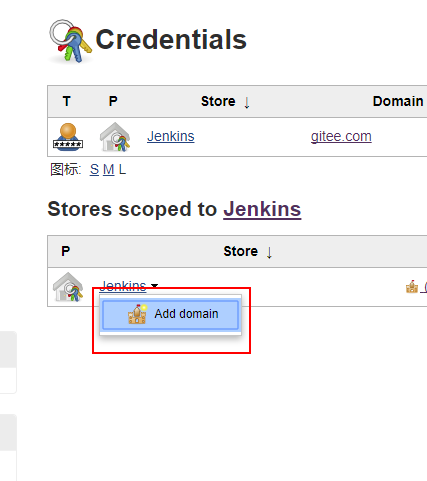 Credentials
T P Store ↓ Domain
***** Jenkins gitee.com
图标: S M L
Stores scoped to Jenkins
P Store ↓
Jenkins (
Add domain